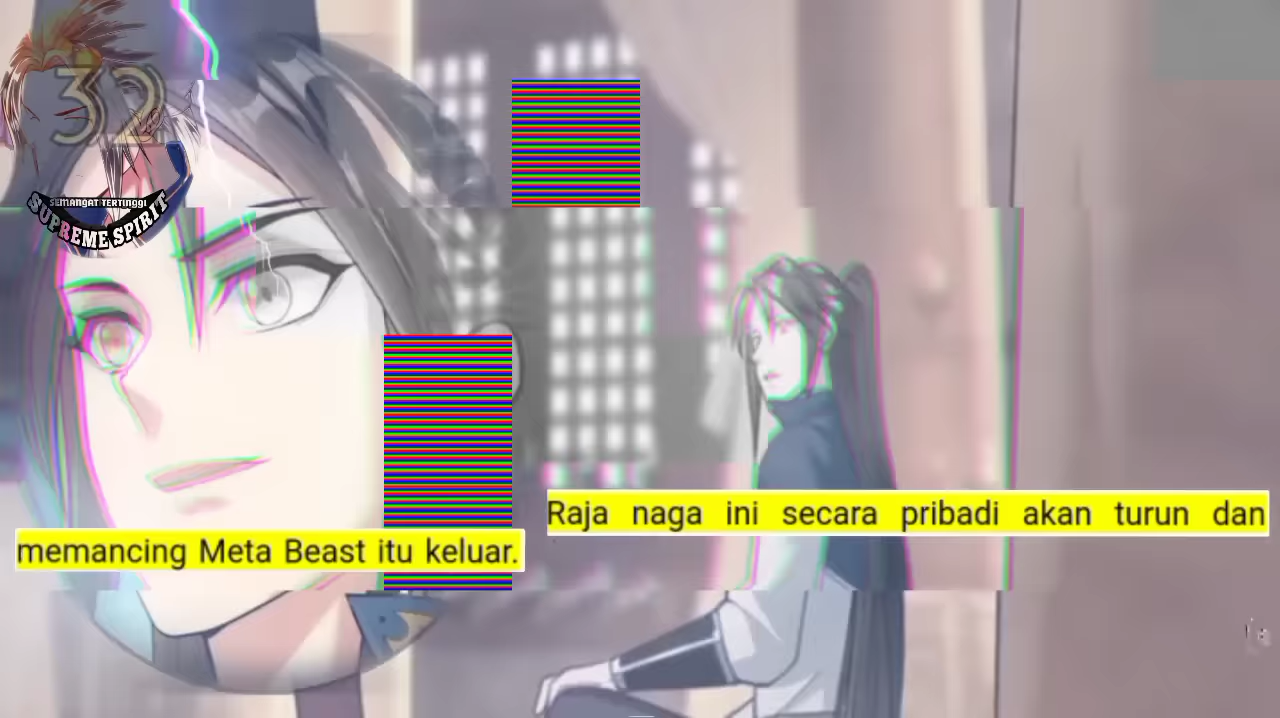 32
SEMANGAT TERTINGGI
SUPREME SPIRIT
Raja naga ini secara pribadi akan turun dan
memancing Meta Beast itu keluar.